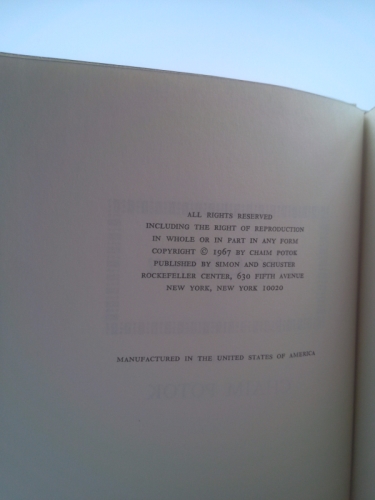 ALL RIGHTS RESERVED
INCLUDING THE RIGHT OF REPRODUCTION
IN WHOLE OR IN PART IN ANY FORM
COPYRIGHT © 1967 BY CHAIM POTOK
PUBLISHED BY SIMON AND SCHUSTER
ROCKEFELLER CENTER, 630 FIFTH AVENUE
NEW YORK, NEW YORK 10020
MANUFACTURED IN THE UNITED STATES OF AMERICA